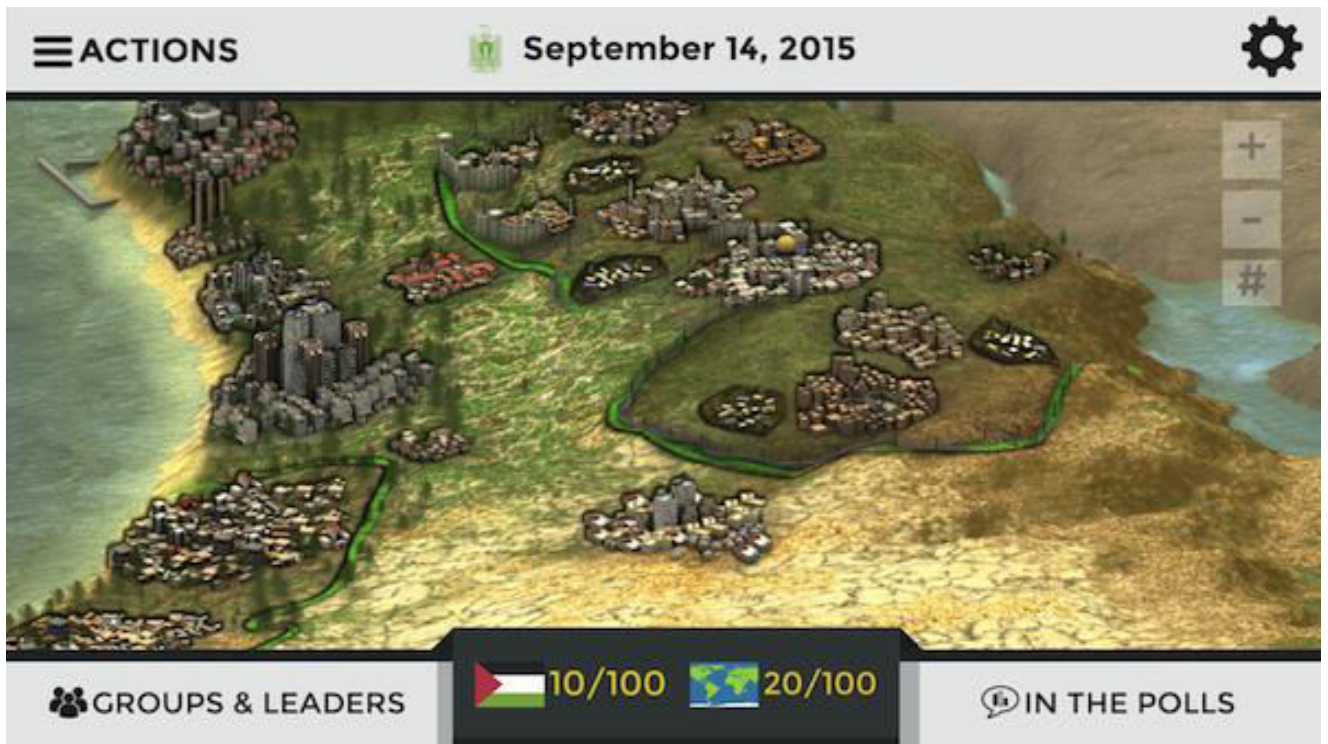 ACTIONS
September 14, 2015
+
-
#
10/100
20/100
GROUPS & LEADERS
IN THE POLLS